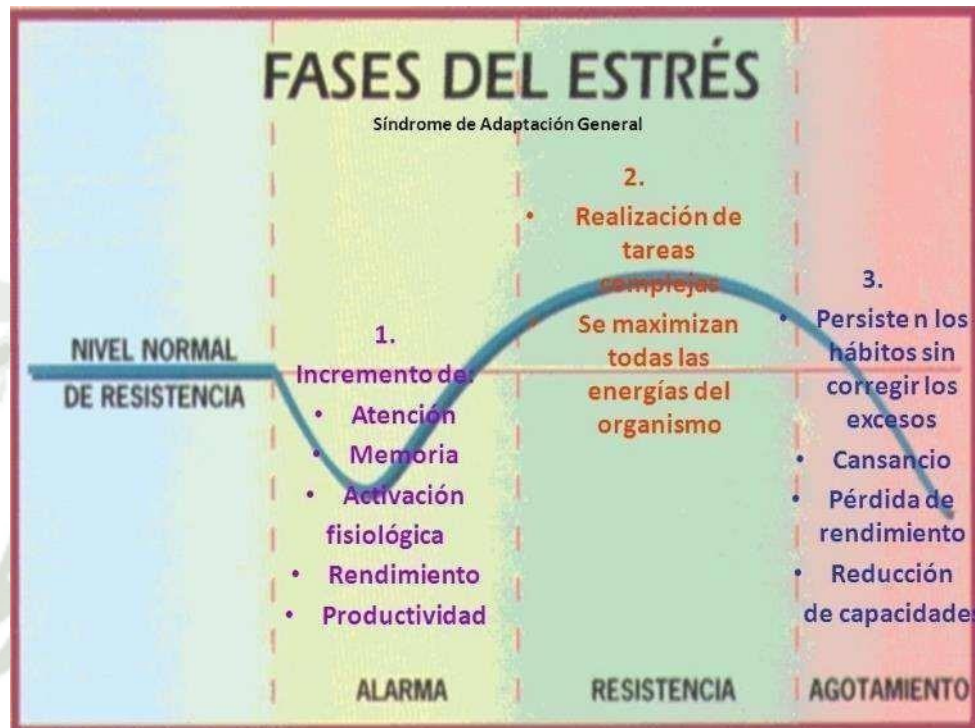 FASES DEL ESTRÉS
Síndrome de Adaptación General
NIVEL NORMAL
DE RESISTENCIA
1.
Incremento de:
• Atención
• Memoria
• Activación
fisiológica
• Rendimiento
• Productividad
2.
• Realización de
tareas
complejas
• Se maximizan
todas las
energías del
organismo
3.
• Persiste n los
hábitos sin
corregir los
excesos
• Cansancio
• Pérdida de
rendimiento
• Reducción
de capacidades
ALARMA
RESISTENCIA
AGOTAMIENTO